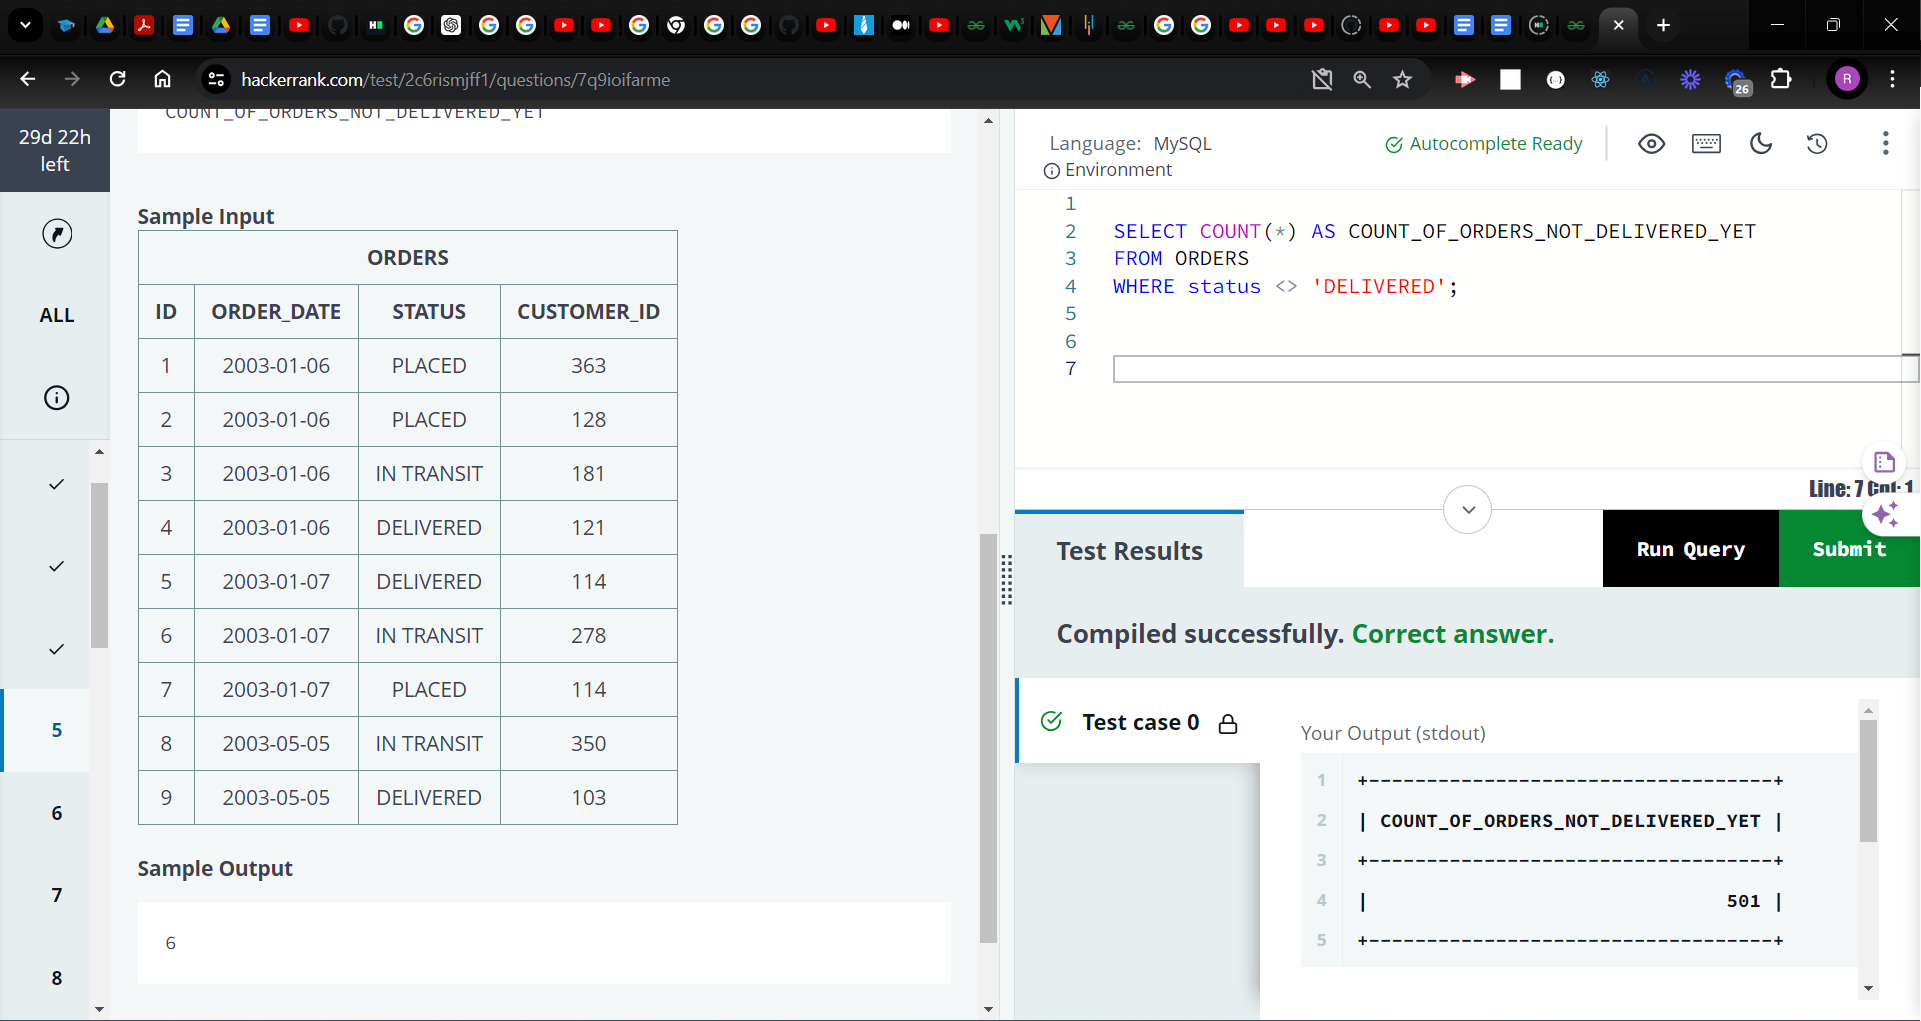 hackerrank.com/test/2c6rismjff1/questions/7q9ioifarme
26
R
29d 22h
left
ALL
5
6
7
8
COUNT_OF_ORDERS_NOT_DELIVERED_YET
Sample Input
ORDERS
ID ORDER_DATE STATUS CUSTOMER_ID
1 2003-01-06 PLACED 363
2 2003-01-06 PLACED 128
3 2003-01-06 IN TRANSIT 181
4 2003-01-06 DELIVERED 121
5 2003-01-07 DELIVERED 114
6 2003-01-07 IN TRANSIT 278
7 2003-01-07 PLACED 114
8 2003-05-05 IN TRANSIT 350
9 2003-05-05 DELIVERED 103
Sample Output
6
Language: MySQL
Autocomplete Ready
Environment
1
2 SELECT COUNT(*) AS COUNT_OF_ORDERS_NOT_DELIVERED_YET
3 FROM ORDERS
4 WHERE status <> 'DELIVERED';
5
6
7
Line: 7 Col: 1
Test Results
Run Query
Submit
Compiled successfully. Correct answer.
Test case 0
Your Output (stdout)
1 +-----------------------------------+
2 | COUNT_OF_ORDERS_NOT_DELIVERED_YET |
3 +-----------------------------------+
4 | 501 |
5 +-----------------------------------+